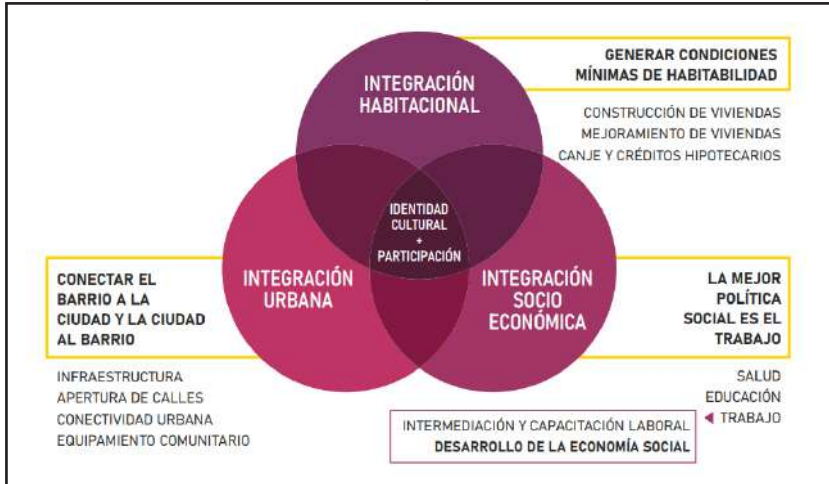 INTEGRACIÓN
HABITACIONAL
GENERAR CONDICIONES
MÍNIMAS DE HABITABILIDAD
CONSTRUCCIÓN DE VIVIENDAS
MEJORAMIENTO DE VIVIENDAS
CANJE Y CRÉDITOS HIPOTECARIOS
IDENTIDAD
CULTURAL
+
PARTICIPACIÓN
CONECTAR EL
BARRIO A LA
CIUDAD Y LA CIUDAD
AL BARRIO
INFRAESTRUCTURA
APERTURA DE CALLES
CONECTIVIDAD URBANA
EQUIPAMIENTO COMUNITARIO
INTEGRACIÓN
URBANA
INTEGRACIÓN
SOCIO
ECONÓMICA
LA MEJOR
POLÍTICA
SOCIAL ES EL
TRABAJO
SALUD
EDUCACIÓN
TRABAJO
INTERMEDIACIÓN Y CAPACITACIÓN LABORAL
DESARROLLO DE LA ECONOMÍA SOCIAL